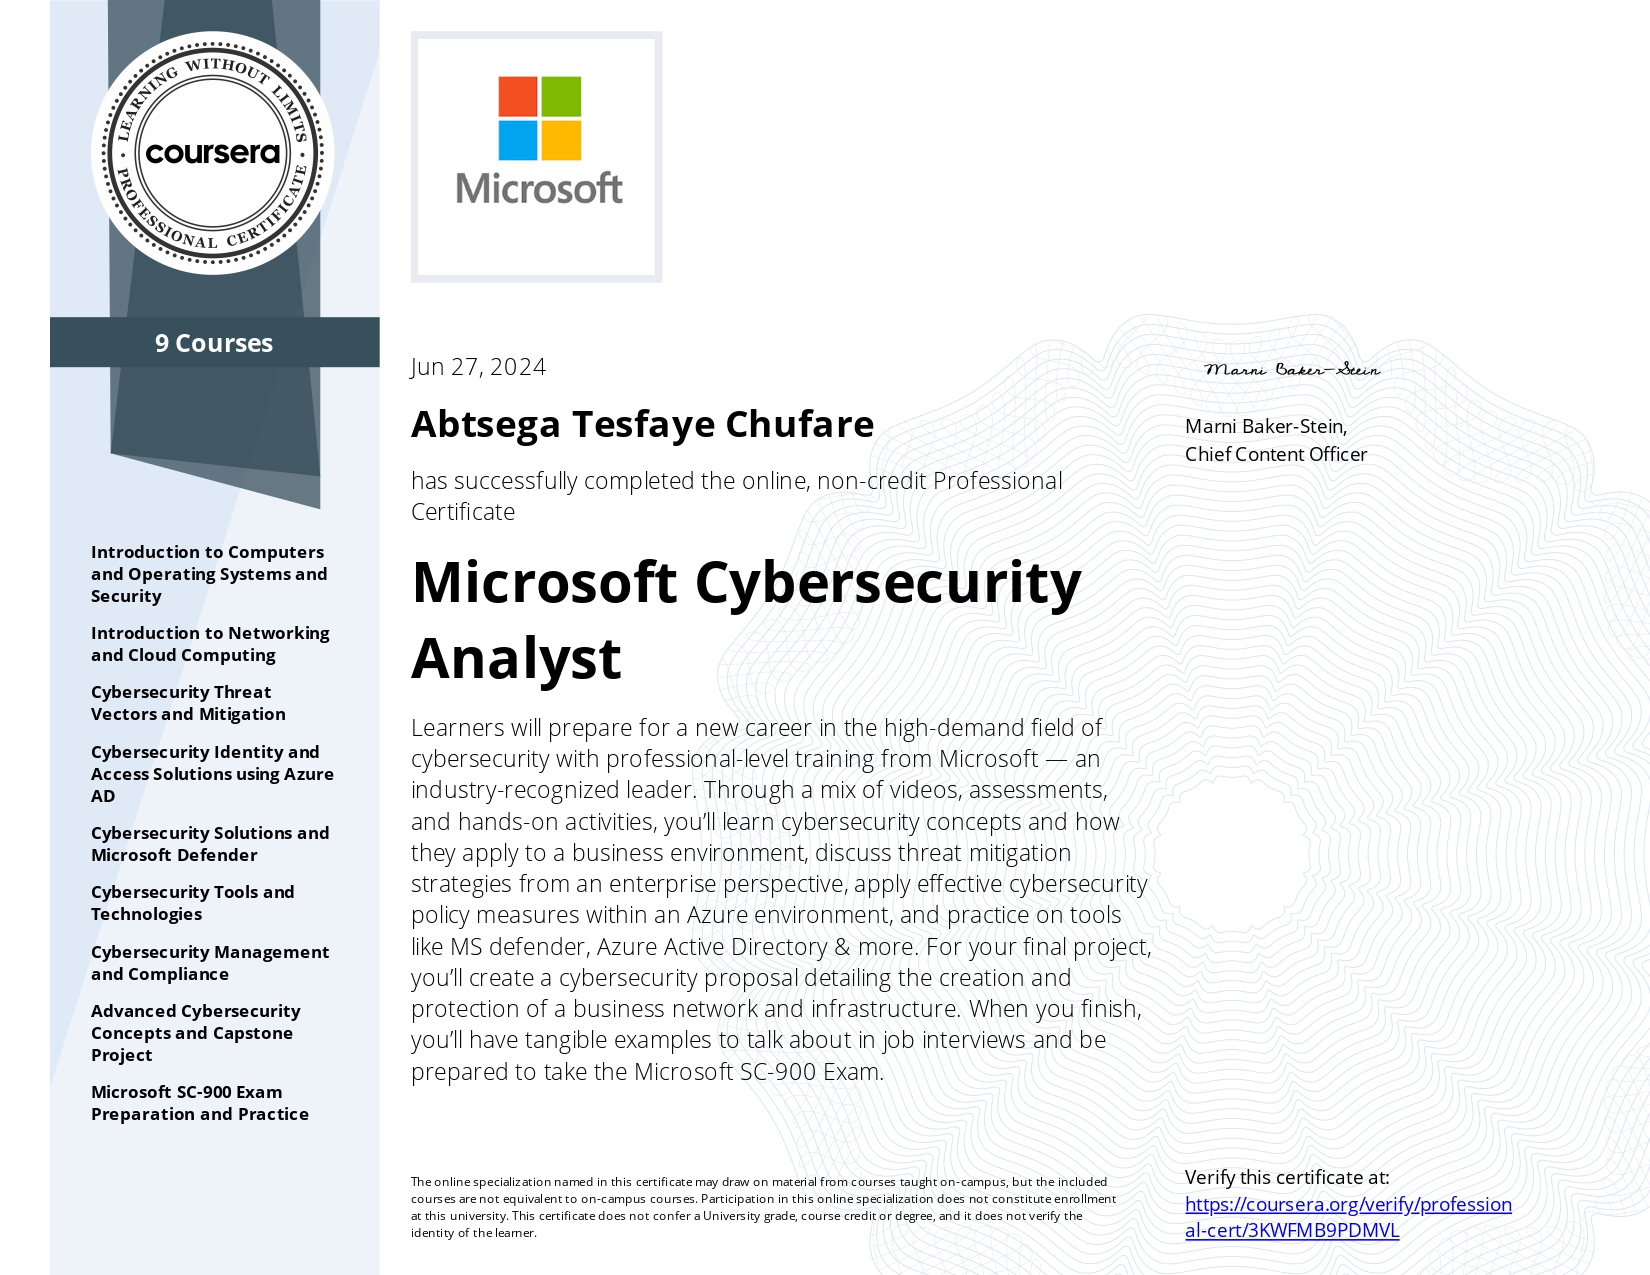 LEARNING WITHOUT LIMITS
coursera
PROFESSIONAL CERTIFICATE
9 Courses
Introduction to Computers
and Operating Systems and
Security
Introduction to Networking
and Cloud Computing
Cybersecurity Threat
Vectors and Mitigation
Cybersecurity Identity and
Access Solutions using Azure
AD
Cybersecurity Solutions and
Microsoft Defender
Cybersecurity Tools and
Technologies
Cybersecurity Management
and Compliance
Advanced Cybersecurity
Concepts and Capstone
Project
Microsoft SC-900 Exam
Preparation and Practice
Microsoft
Jun 27, 2024
Abtsega Tesfaye Chufare
has successfully completed the online, non-credit Professional
Certificate
Microsoft Cybersecurity
Analyst
Learners will prepare for a new career in the high-demand field of
cybersecurity with professional-level training from Microsoft — an
industry-recognized leader. Through a mix of videos, assessments,
and hands-on activities, you’ll learn cybersecurity concepts and how
they apply to a business environment, discuss threat mitigation
strategies from an enterprise perspective, apply effective cybersecurity
policy measures within an Azure environment, and practice on tools
like MS defender, Azure Active Directory & more. For your final project,
you’ll create a cybersecurity proposal detailing the creation and
protection of a business network and infrastructure. When you finish,
you’ll have tangible examples to talk about in job interviews and be
prepared to take the Microsoft SC-900 Exam.
The online specialization named in this certificate may draw on material from courses taught on-campus, but the included
courses are not equivalent to on-campus courses. Participation in this online specialization does not constitute enrollment
at this university. This certificate does not confer a University grade, course credit or degree, and it does not verify the
identity of the learner.
Marni Baker-Stein
Marni Baker-Stein,
Chief Content Officer
Verify this certificate at:
https://coursera.org/verify/profession
al-cert/3KWFMB9PDMVL